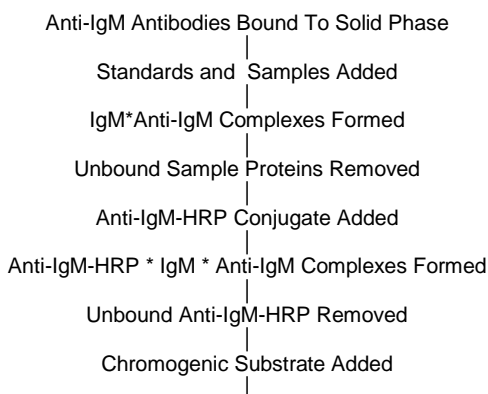 Anti-IgM Antibodies Bound To Solid Phase
Standards and Samples Added
IgM*Anti-IgM Complexes Formed
Unbound Sample Proteins Removed
Anti-IgM-HRP Conjugate Added
Anti-IgM-HRP * IgM * Anti-IgM Complexes Formed
Unbound Anti-IgM-HRP Removed
Chromogenic Substrate Added